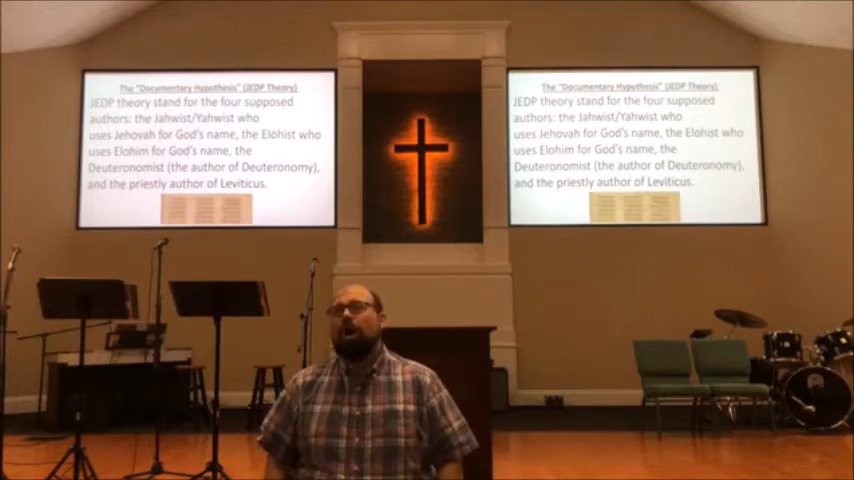 The "Documentary Hypothesis" (JEDP Theory)
JEDP theory stand for the four supposed
authors: the Jahwist/Yahwist who
uses Jehovah for God's name, the Elohist who
uses Elohim for God's name, the
Deuteronomist (the author of Deuteronomy),
and the priestly author of Leviticus.
The "Documentary Hypothesis" (JEDP Theory)
JEDP theory stand for the four supposed
authors: the Jahwist/Yahwist who
uses Jehovah for God's name, the Elohist who
uses Elohim for God's name, the
Deuteronomist (the author of Deuteronomy),
and the priestly author of Leviticus.